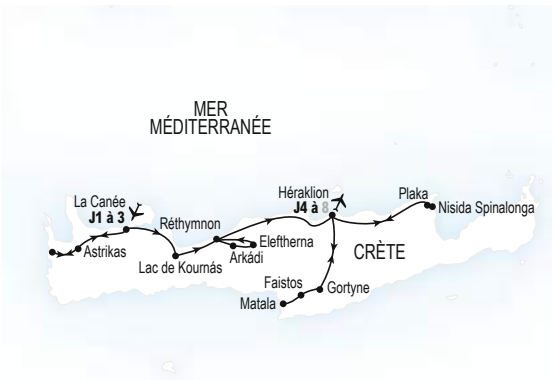 MER
MÉDITERRANÉE
La Canée
J1 à 3
Réthymnon
Héraklion
J4 à 8
Plaka
Nisida Spinalonga
Astrikas
Lac de Kournás
Eleftherna
Arkádi
CRÈTE
Faistos
Gortyne
Matala